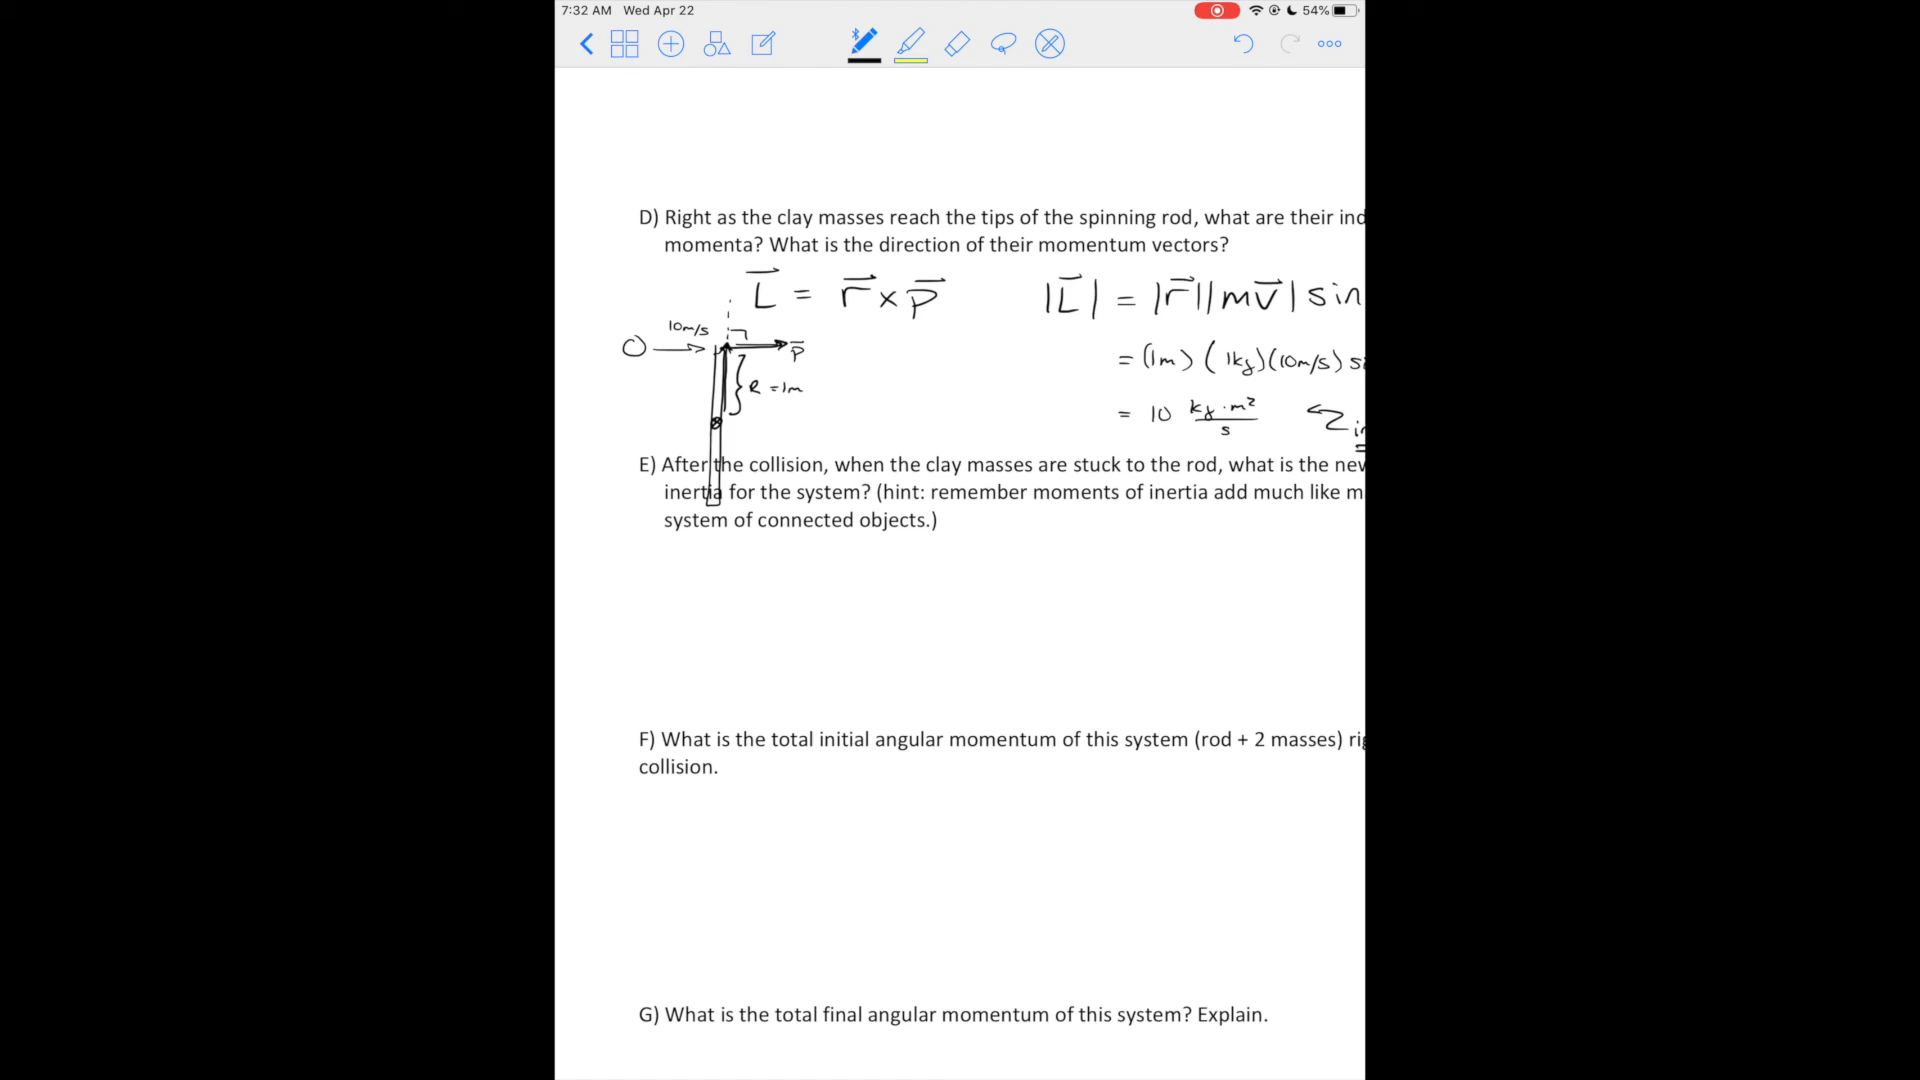 7:32 AM Wed Apr 22
54%
D) Right as the clay masses reach the tips of the spinning rod, what are their
momenta? What is the direction of their momentum vectors?
L = r x p
|L| = |r||mv| sin
10m/s
p
R = 1m
= (1m) (1kg)(10m/s)
= 10 kg·m²/s
E) After the collision, when the clay masses are stuck to the rod, what is the
inertia for the system? (hint: remember moments of inertia add much like
system of connected objects.)
F) What is the total initial angular momentum of this system (rod + 2 masses)
collision.
G) What is the total final angular momentum of this system? Explain.